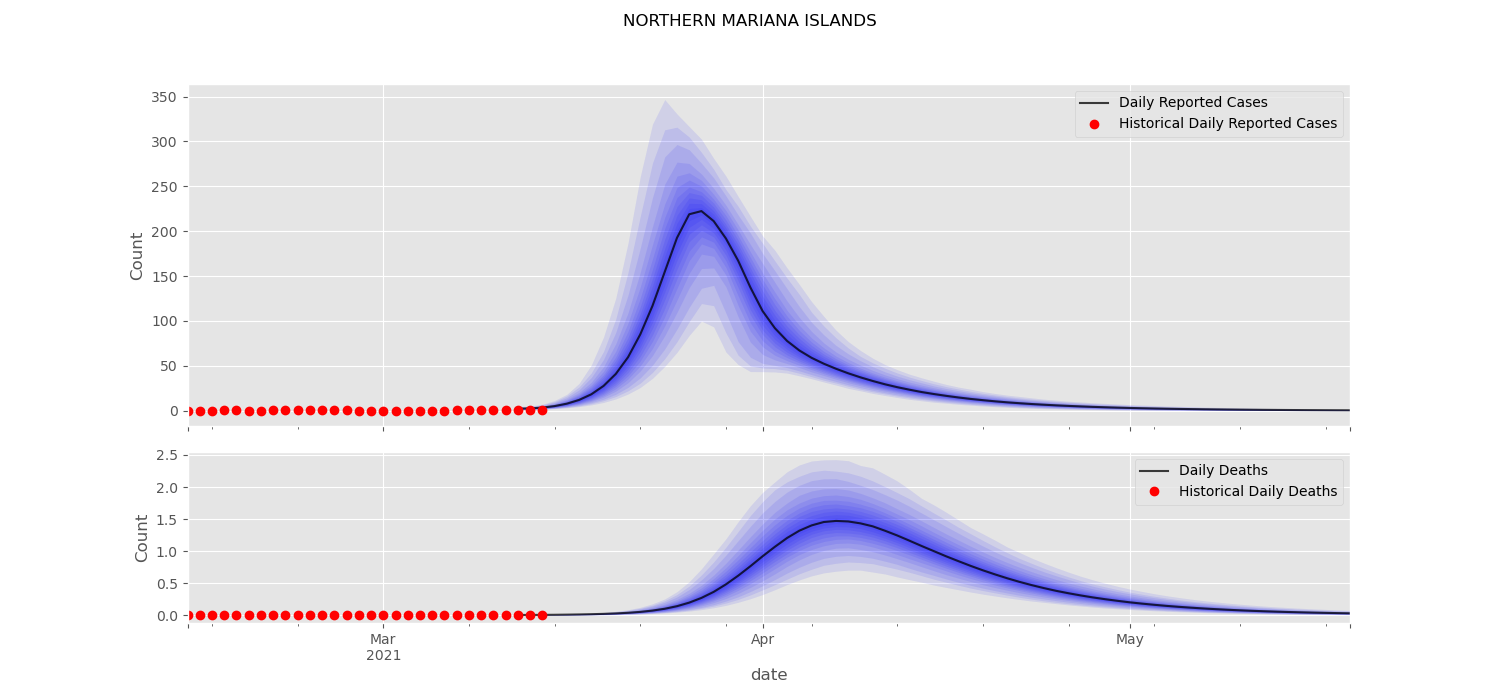 NORTHERN MARIANA ISLANDS
350
300
250
200
150
100
50
0
Count
Daily Reported Cases
Historical Daily Reported Cases
2.5
2.0
1.5
1.0
0.5
0.0
Count
Daily Deaths
Historical Daily Deaths
Mar
2021
Apr
May
date